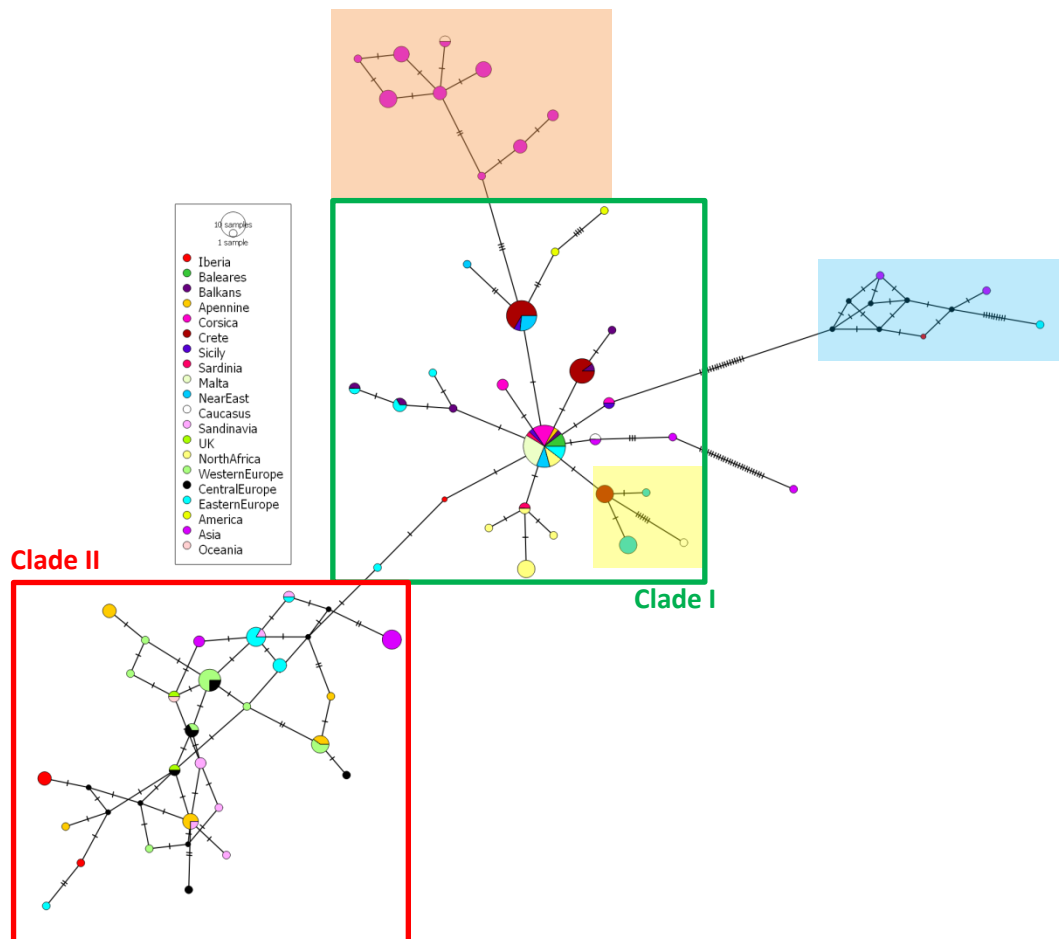 10 samples
1 sample
Iberia
Baleares
Balkans
Apennine
Corsica
Crete
Sicily
Sardinia
Malta
NearEast
Caucasus
Sandinavia
UK
NorthAfrica
WesternEurope
CentralEurope
EasternEurope
America
Asia
Oceania
Clade II
Clade I